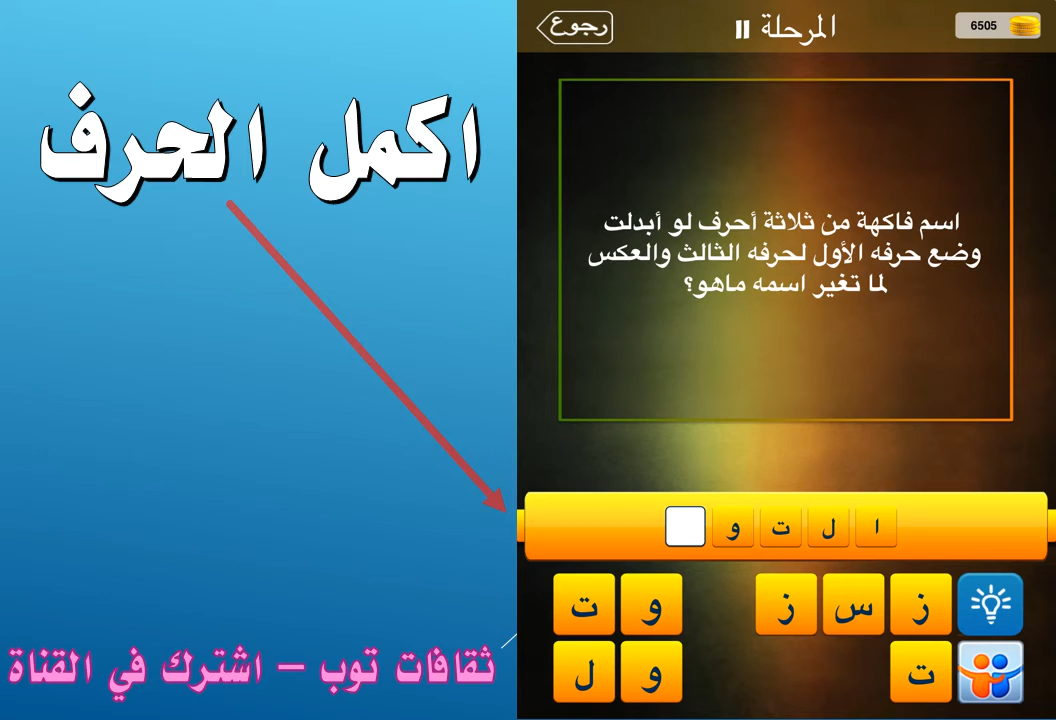 اكمل الحرف
ثقافات توب – اشترك في القناة
رجوع
المرحلة 11
6505
اسم فاكهة من ثلاثة أحرف لو أبدلت
وضع حرفه الأول لحرفه الثالث والعكس
لما تغير اسمه ماهو؟
ا ل ت و
ز س ز و ت
ت و ل